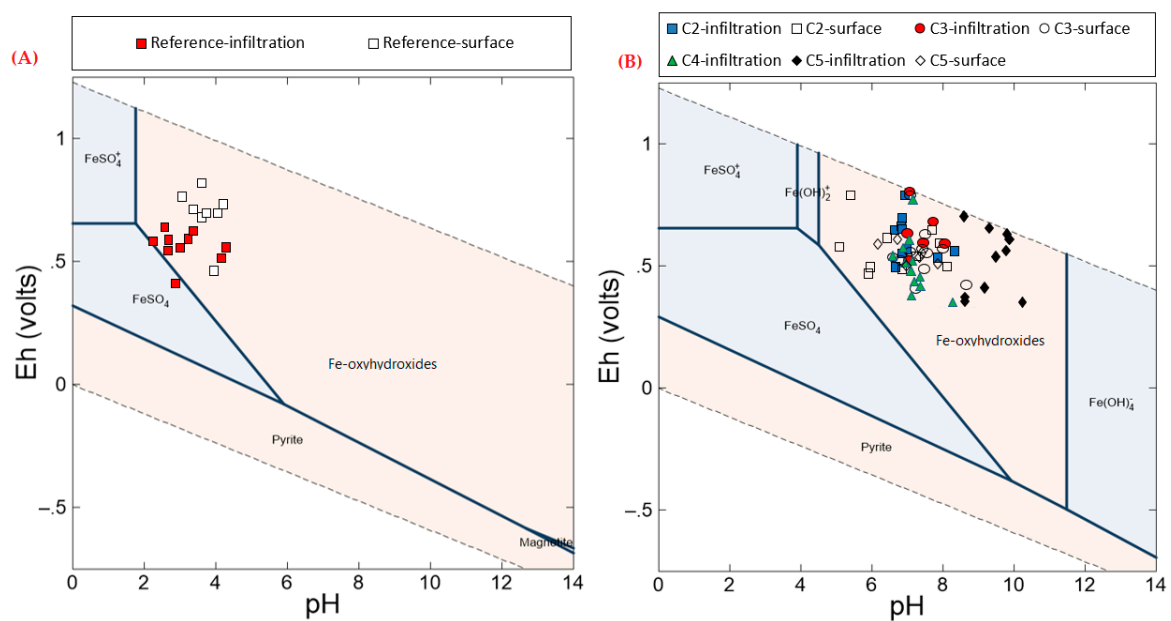 (A)
Reference-infiltration Reference-surface
1
.5
0
–.5
Eh (volts)
FeSO₄⁺
FeSO₄
Fe-oxyhydroxides
Pyrite
Magnetite
0 2 4 6 8 10 12 14
pH
(B)
C2-infiltration C2-surface C3-infiltration C3-surface
C4-infiltration C5-infiltration C5-surface
1
.5
0
–.5
Eh (volts)
FeSO₄⁺
Fe(OH)₂⁺
FeSO₄
Fe-oxyhydroxides
Fe(OH)₄⁻
Pyrite
0 2 4 6 8 10 12 14
pH